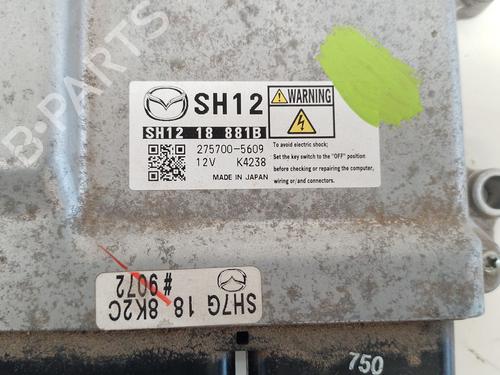 SH12
WARNING
SH12 18 881B
275700-5609
12V K4238
MADE IN JAPAN
To avoid electric shock;
Set the key switch to the "OFF" position
before checking or repairing the computer,
wiring or/and connectors.
SH7G 18 8K2C
# 9072
750